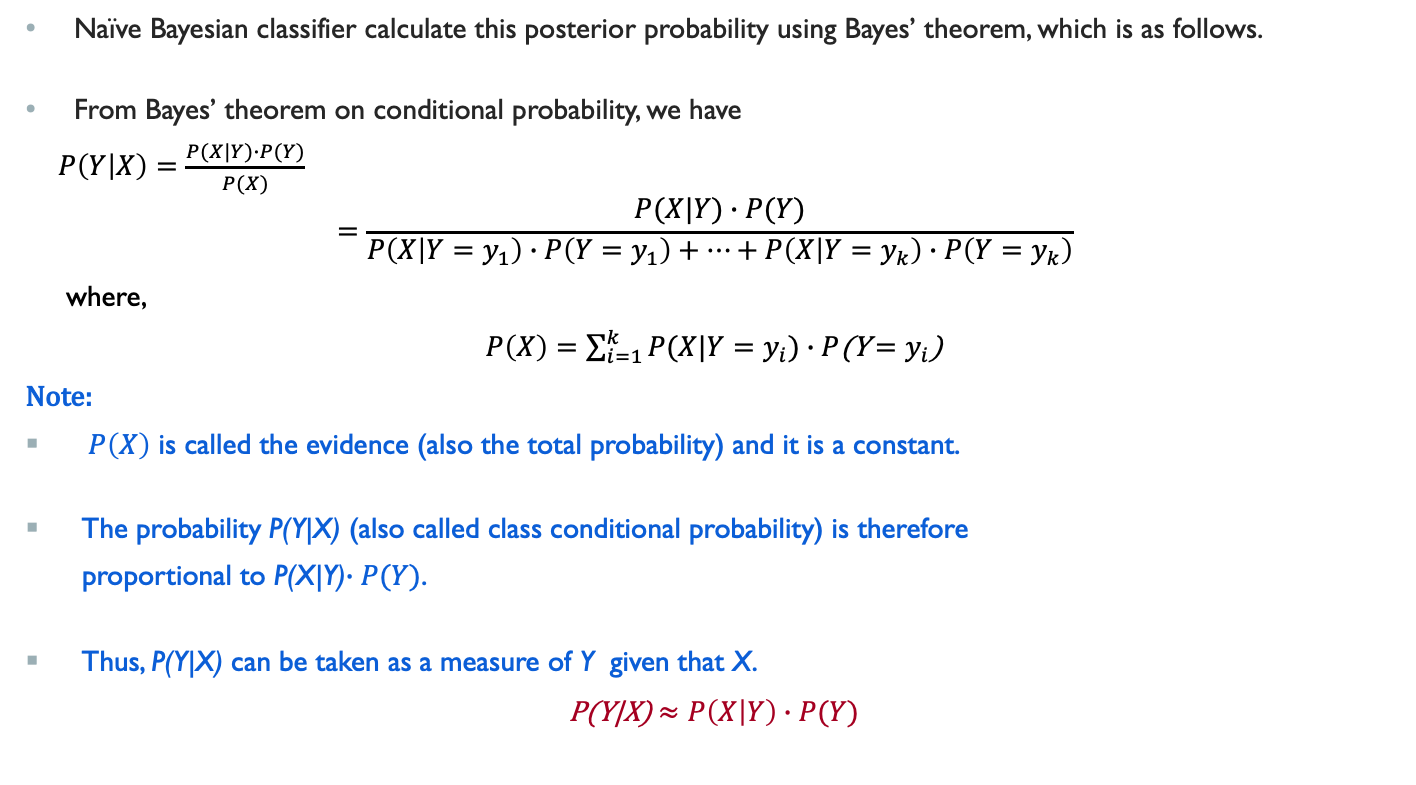 • Naïve Bayesian classifier calculate this posterior probability using Bayes’ theorem, which is as follows.
• From Bayes’ theorem on conditional probability, we have
P(Y|X) = P(X|Y)·P(Y) / P(X)
= P(X|Y) · P(Y) / P(X|Y = y₁) · P(Y = y₁) + ⋯ + P(X|Y = yₖ) · P(Y = yₖ)
where,
P(X) = ∑ᵢ₌₁ᵏ P(X|Y = yᵢ) · P(Y= yᵢ)
Note:
▪ P(X) is called the evidence (also the total probability) and it is a constant.
▪ The probability P(Y|X) (also called class conditional probability) is therefore
proportional to P(X|Y)· P(Y).
▪ Thus, P(Y|X) can be taken as a measure of Y given that X.
P(Y/X) ≈ P(X|Y) · P(Y)